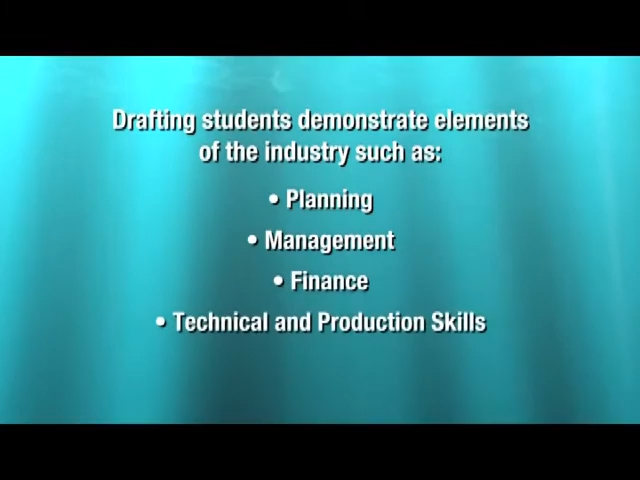 Drafting students demonstrate elements
of the industry such as:
• Planning
• Management
• Finance
• Technical and Production Skills